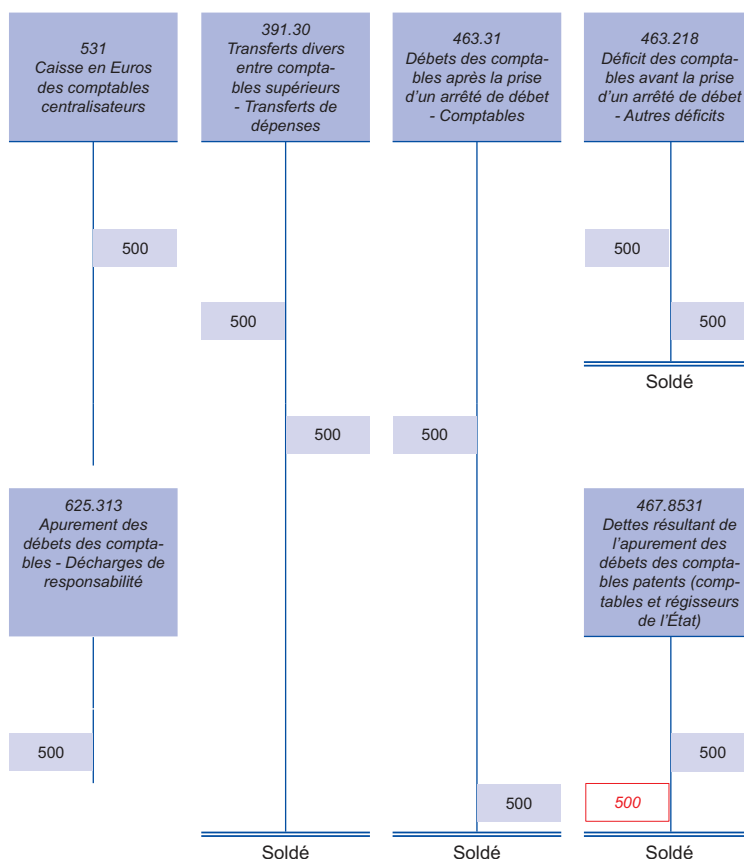 531
Caisse en Euros
des comptables
centralisateurs
391.30
Transferts divers
entre compta-
bles supérieurs
- Transferts de
dépenses
463.31
Débets des compta-
bles après la prise
d'un arrêté de débet
- Comptables
463.218
Déficit des compta-
bles avant la prise
d'un arrêté de débet
- Autres déficits
500
500
500
500
Soldé
500
500
625.313
Apurement des
débets des compta-
bles - Décharges de
responsabilité
467.8531
Dettes résultant de
l'apurement des
débets des compta-
bles patents (comp-
tables et régisseurs
de l'État)
500
500
500
500
Soldé
Soldé
Soldé